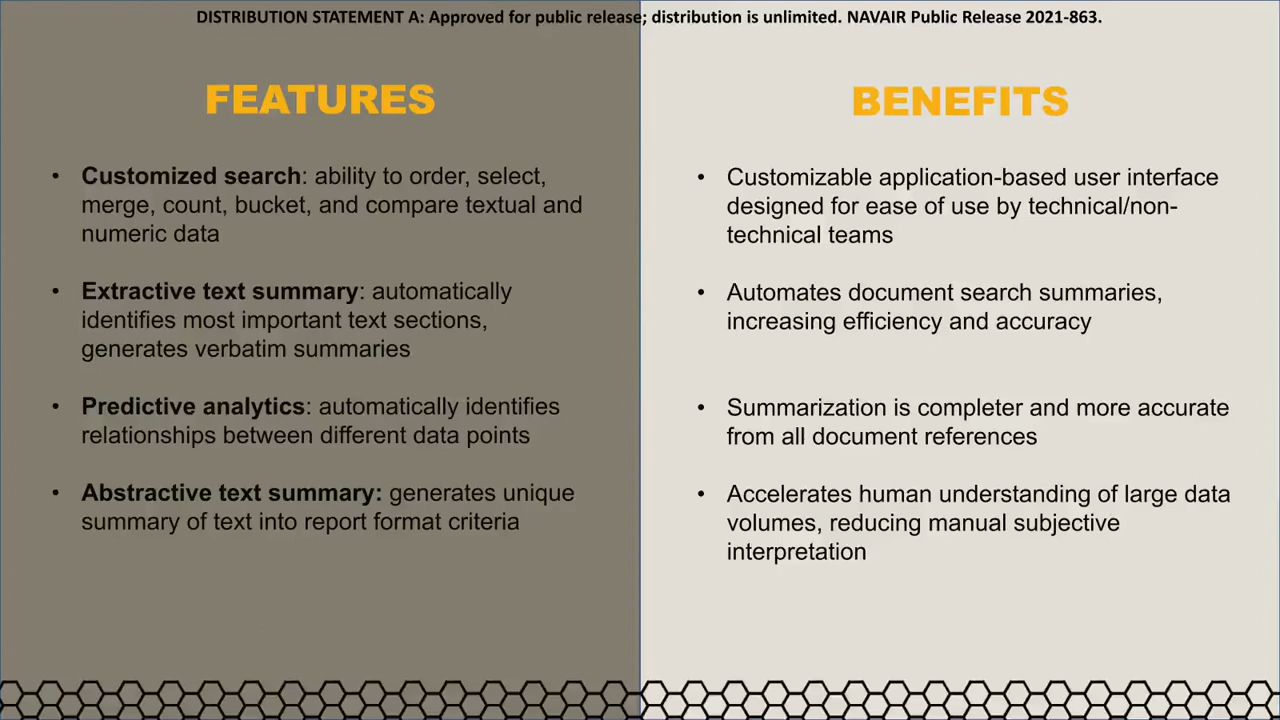 DISTRIBUTION STATEMENT A: Approved for public release; distribution is unlimited. NAVAIR Public Release 2021-863.
FEATURES
• Customized search: ability to order, select,
merge, count, bucket, and compare textual and
numeric data
• Extractive text summary: automatically
identifies most important text sections,
generates verbatim summaries
• Predictive analytics: automatically identifies
relationships between different data points
• Abstractive text summary: generates unique
summary of text into report format criteria
BENEFITS
• Customizable application-based user interface
designed for ease of use by technical/non-
technical teams
• Automates document search summaries,
increasing efficiency and accuracy
• Summarization is completer and more accurate
from all document references
• Accelerates human understanding of large data
volumes, reducing manual subjective
interpretation